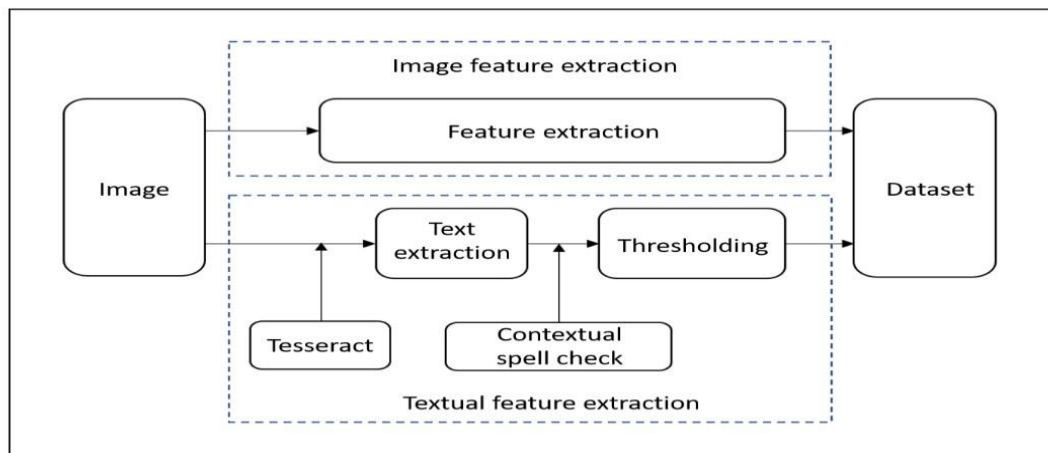 Image feature extraction
Feature extraction
Image
Dataset
Text
extraction
Thresholding
Tesseract
Contextual
spell check
Textual feature extraction